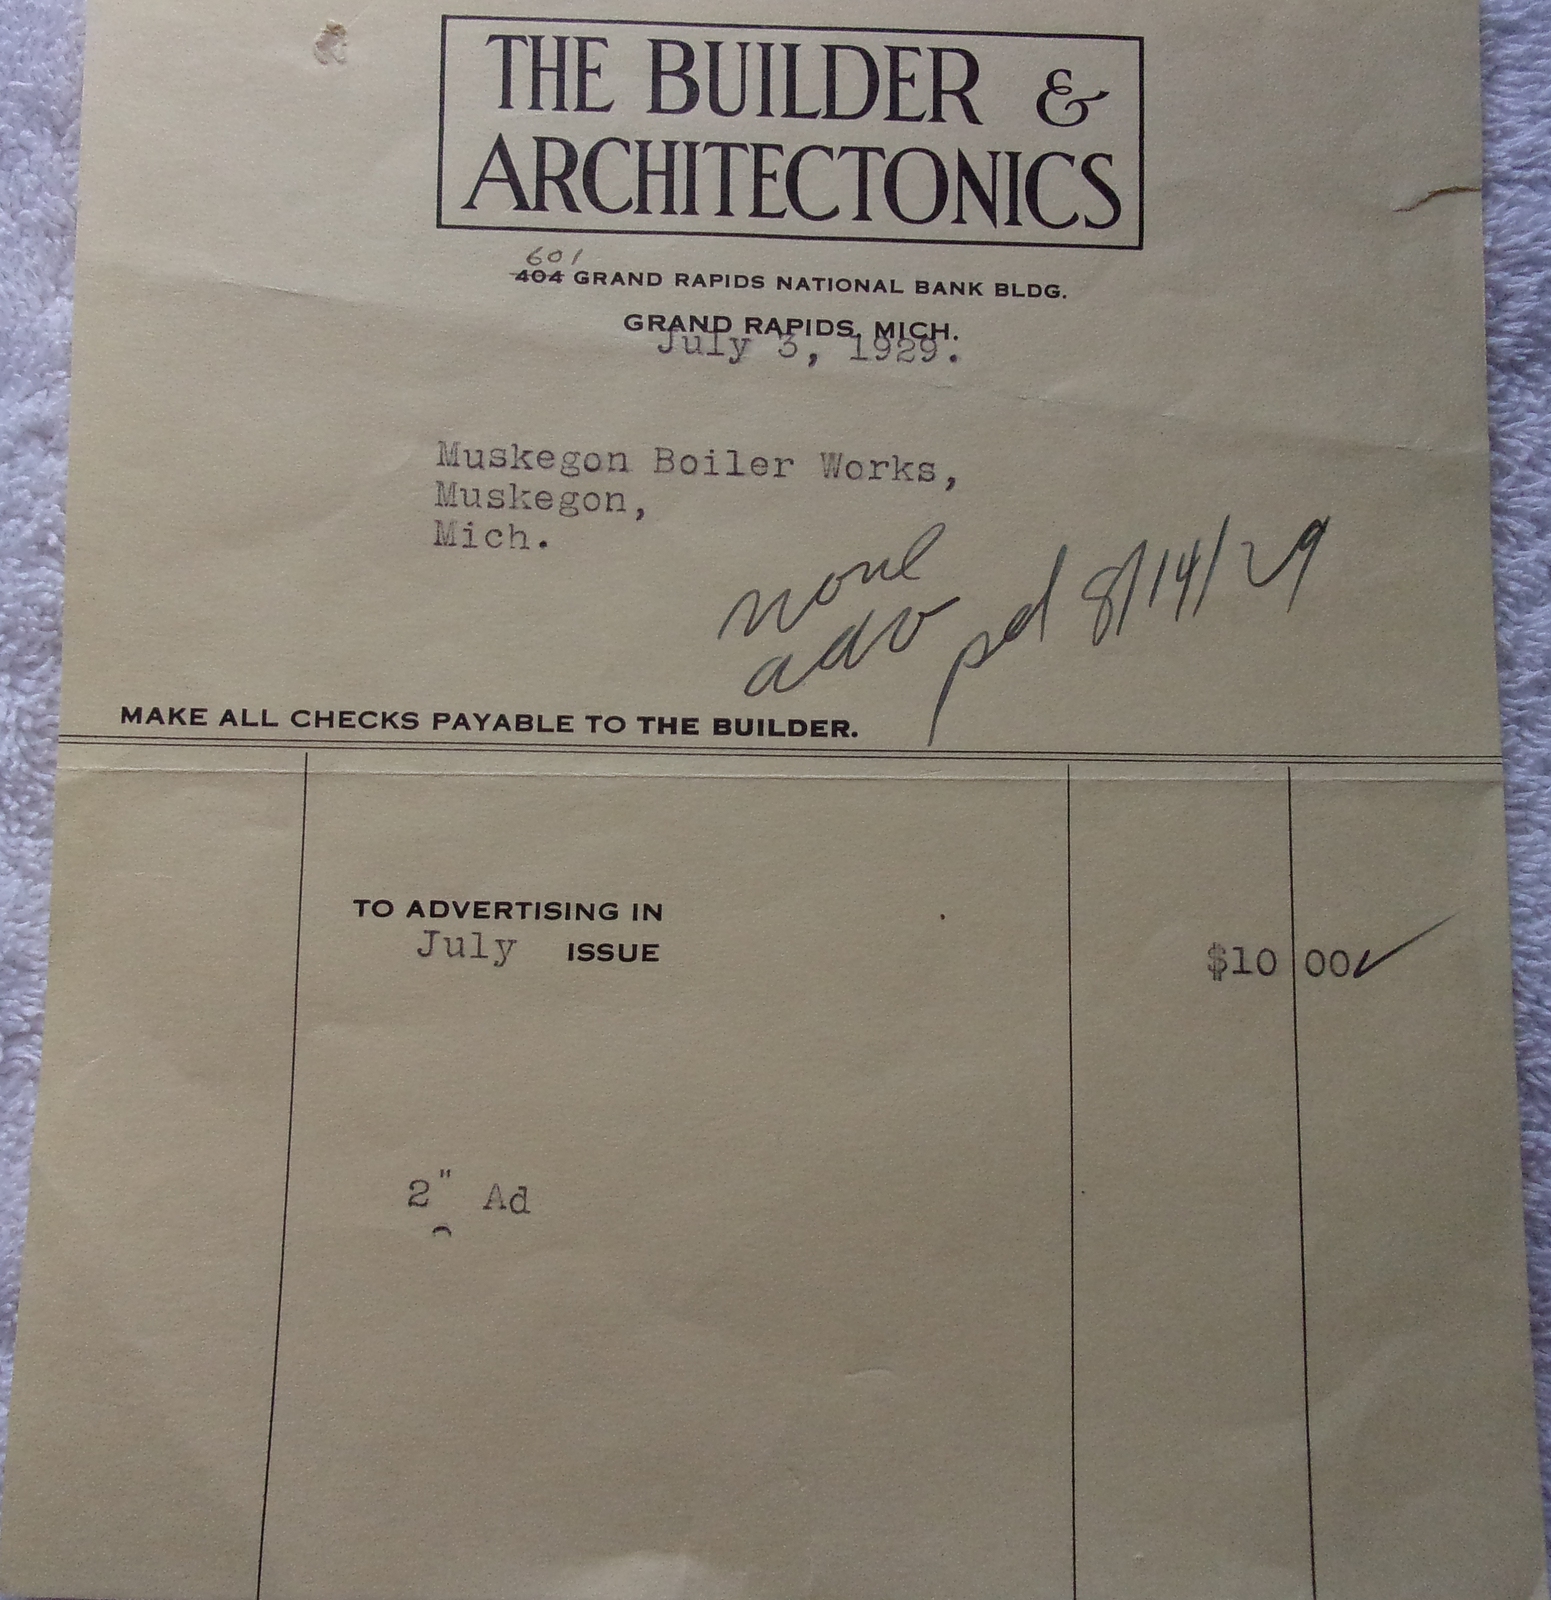 THE BUILDER &
ARCHITECTONICS
601
404 GRAND RAPIDS NATIONAL BANK BLDG.
GRAND RAPIDS, MICH.
July 3, 1929.
Muskegon Boiler Works,
Muskegon,
Mich.
none
adv pd 8/14/29
MAKE ALL CHECKS PAYABLE TO THE BUILDER.
TO ADVERTISING IN
July ISSUE $10 00✓
2" Ad